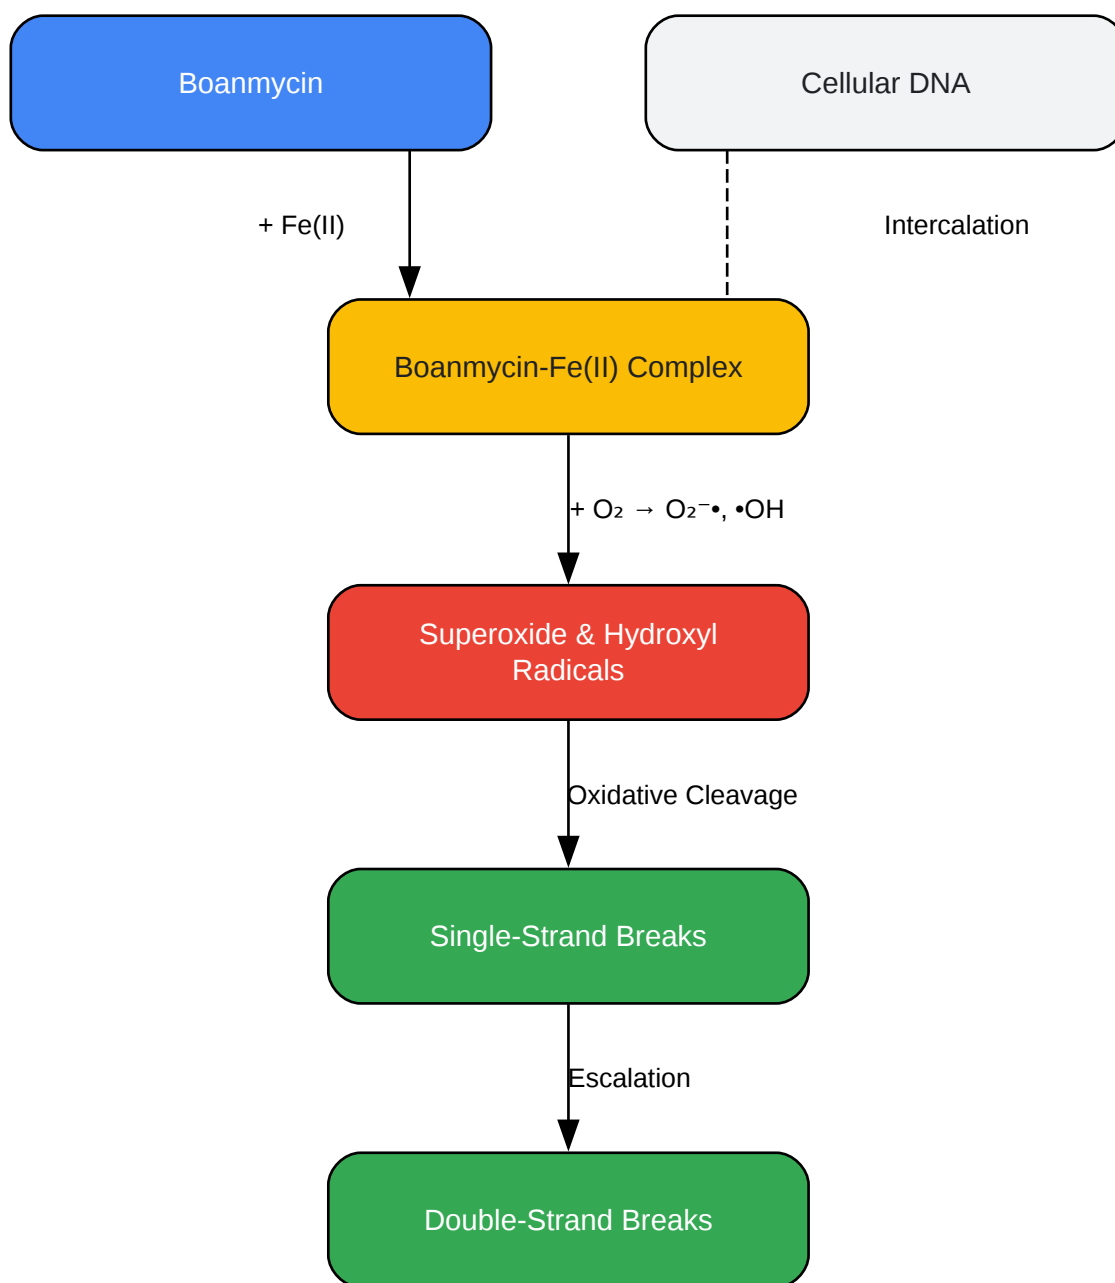 Boanmycin
Cellular DNA
+ Fe(II)
Intercalation
Boanmycin-Fe(II) Complex
+ O₂ → O₂⁻•, •OH
Superoxide & Hydroxyl
Radicals
Oxidative Cleavage
Single-Strand Breaks
Escalation
Double-Strand Breaks